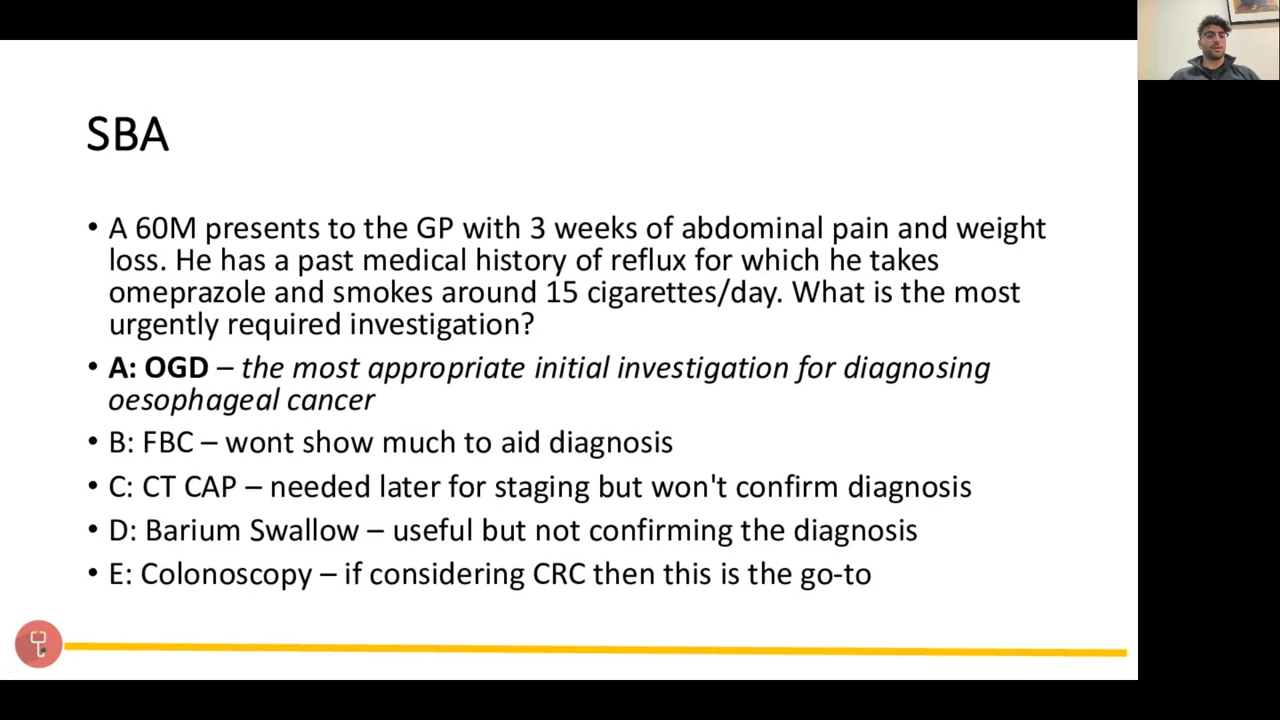 SBA
• A 60M presents to the GP with 3 weeks of abdominal pain and weight
loss. He has a past medical history of reflux for which he takes
omeprazole and smokes around 15 cigarettes/day. What is the most
urgently required investigation?
• A: OGD – the most appropriate initial investigation for diagnosing
oesophageal cancer
• B: FBC – wont show much to aid diagnosis
• C: CT CAP – needed later for staging but won't confirm diagnosis
• D: Barium Swallow – useful but not confirming the diagnosis
• E: Colonoscopy – if considering CRC then this is the go-to